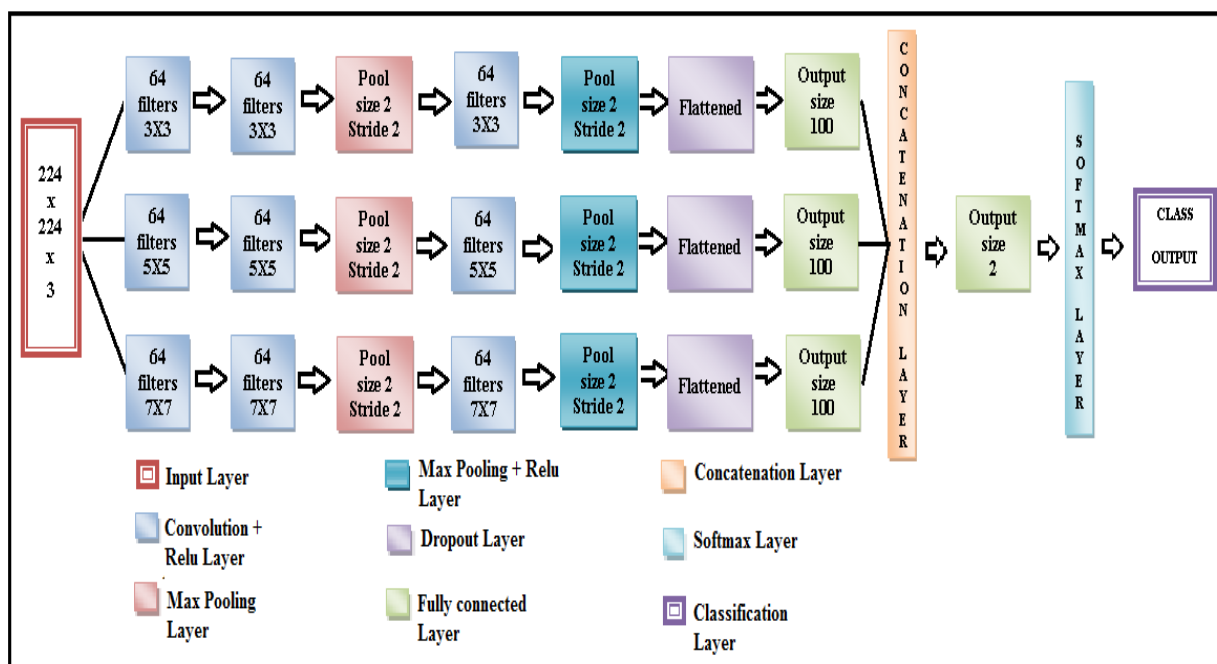 224
x
224
x
3
64
filters
3X3
64
filters
3X3
Pool
size 2
Stride 2
64
filters
3X3
Pool
size 2
Stride 2
Flattened
Output
size
100
64
filters
5X5
64
filters
5X5
Pool
size 2
Stride 2
64
filters
5X5
Pool
size 2
Stride 2
Flattened
Output
size
100
64
filters
7X7
64
filters
7X7
Pool
size 2
Stride 2
64
filters
7X7
Pool
size 2
Stride 2
Flattened
Output
size
100
CONCATENATION LAYER
Output
size
2
SOFTMAX LAYER
CLASS
OUTPUT
Input Layer
Convolution +
Relu Layer
Max Pooling
Layer
Max Pooling + Relu
Layer
Dropout Layer
Fully connected
Layer
Concatenation Layer
Softmax Layer
Classification
Layer